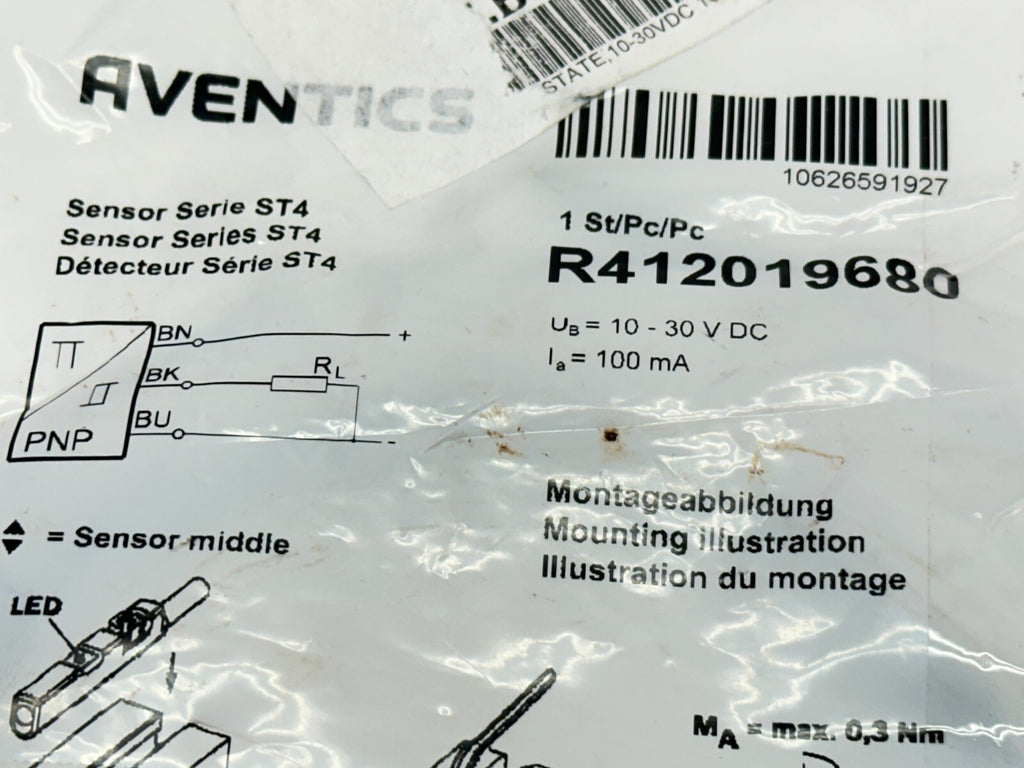 AVENTICS
STATE,10-30VDC
10626591927
Sensor Serie ST4
Sensor Series ST4
Détecteur Série ST4
1 St/Pc/Pc
R412019680
UB = 10 - 30 V DC
Ia = 100 mA
BN
+
BK
RL
BU
-
PNP
= Sensor middle
LED
Montageabbildung
Mounting illustration
Illustration du montage
MA = max. 0,3 Nm